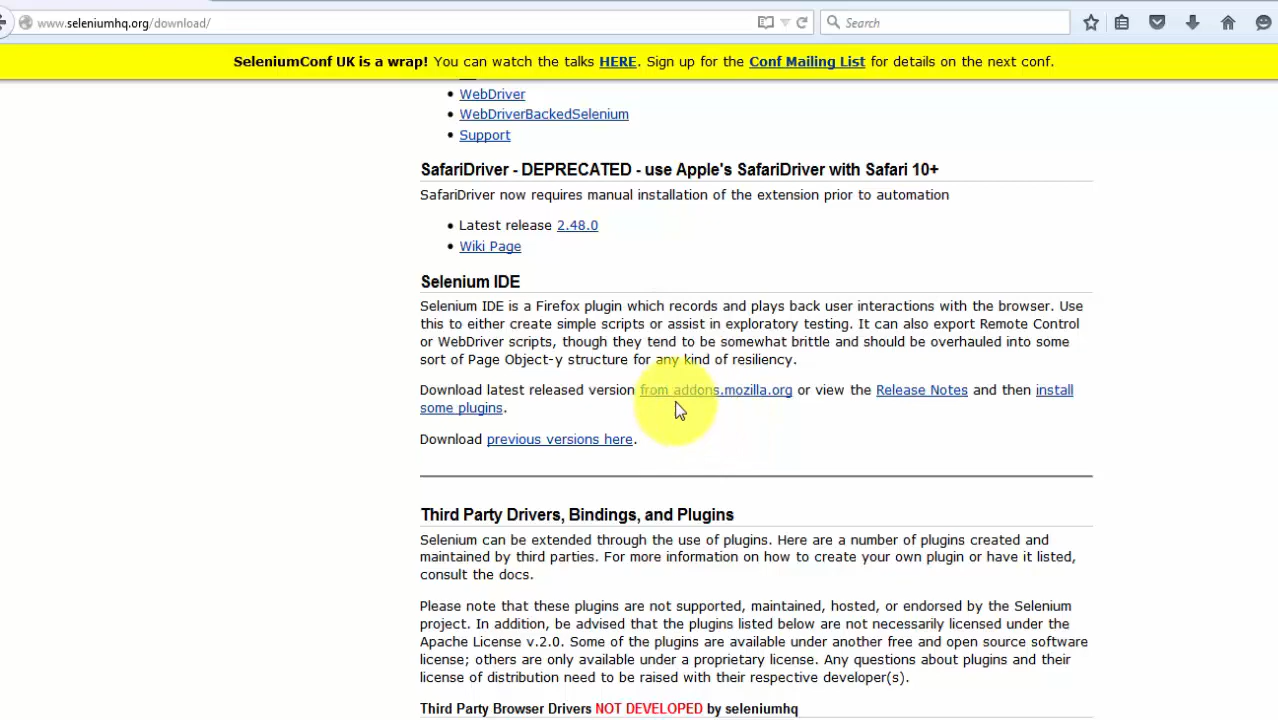 www.seleniumhq.org/download/
Search
SeleniumConf UK is a wrap! You can watch the talks HERE. Sign up for the Conf Mailing List for details on the next conf.
• WebDriver
• WebDriverBackedSelenium
• Support
SafariDriver - DEPRECATED - use Apple's SafariDriver with Safari 10+
SafariDriver now requires manual installation of the extension prior to automation
• Latest release 2.48.0
• Wiki Page
Selenium IDE
Selenium IDE is a Firefox plugin which records and plays back user interactions with the browser. Use
this to either create simple scripts or assist in exploratory testing. It can also export Remote Control
or WebDriver scripts, though they tend to be somewhat brittle and should be overhauled into some
sort of Page Object-y structure for any kind of resiliency.
Download latest released version from addons.mozilla.org or view the Release Notes and then install
some plugins.
Download previous versions here.
Third Party Drivers, Bindings, and Plugins
Selenium can be extended through the use of plugins. Here are a number of plugins created and
maintained by third parties. For more information on how to create your own plugin or have it listed,
consult the docs.
Please note that these plugins are not supported, maintained, hosted, or endorsed by the Selenium
project. In addition, be advised that the plugins listed below are not necessarily licensed under the
Apache License v.2.0. Some of the plugins are available under another free and open source software
license; others are only available under a proprietary license. Any questions about plugins and their
license of distribution need to be raised with their respective developer(s).
Third Party Browser Drivers NOT DEVELOPED by seleniumhq